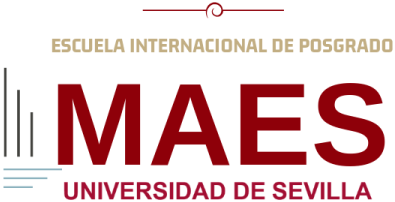 ESCUELA INTERNACIONAL DE POSGRADO
MAES
UNIVERSIDAD DE SEVILLA